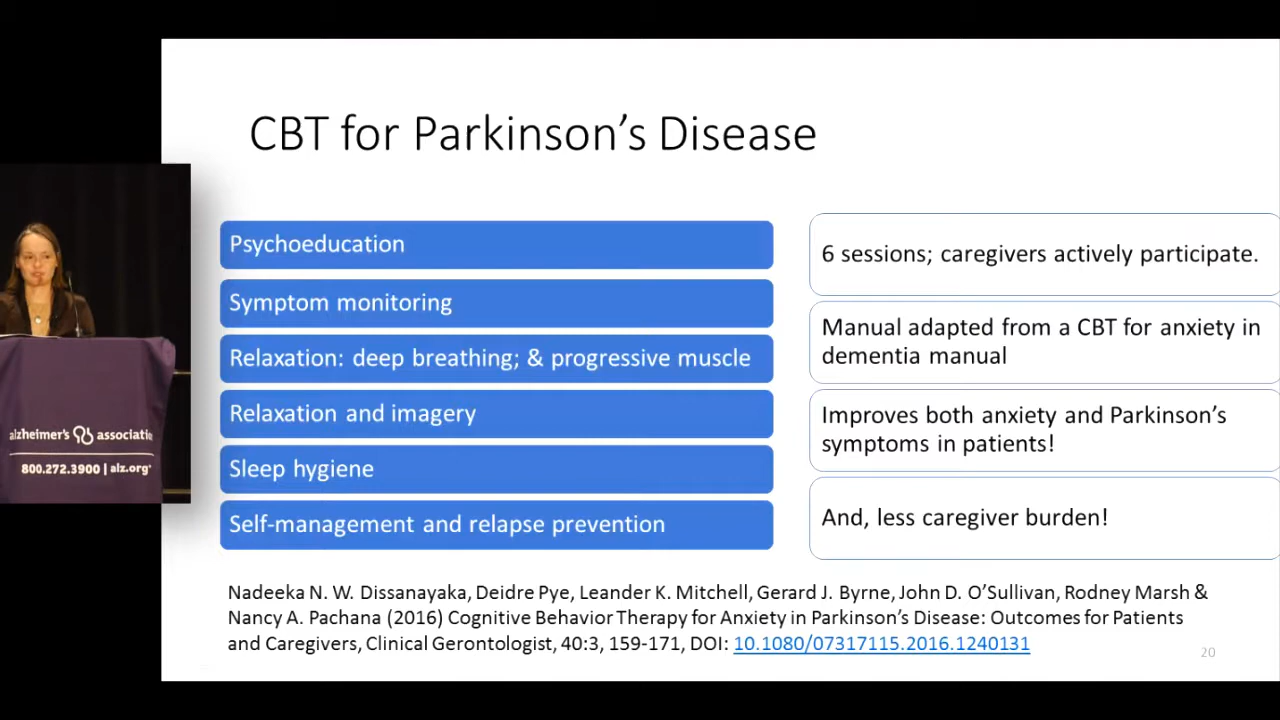 CBT for Parkinson's Disease
Psychoeducation
Symptom monitoring
Relaxation: deep breathing; & progressive muscle
Relaxation and imagery
Sleep hygiene
Self-management and relapse prevention
6 sessions; caregivers actively participate.
Manual adapted from a CBT for anxiety in
dementia manual
Improves both anxiety and Parkinson's
symptoms in patients!
And, less caregiver burden!
Nadeeka N. W. Dissanayaka, Deidre Pye, Leander K. Mitchell, Gerard J. Byrne, John D. O'Sullivan, Rodney Marsh &
Nancy A. Pachana (2016) Cognitive Behavior Therapy for Anxiety in Parkinson's Disease: Outcomes for Patients
and Caregivers, Clinical Gerontologist, 40:3, 159-171, DOI: 10.1080/07317115.2016.1240131
20
alzheimer's associatio
800.272.3900 | alz.org®